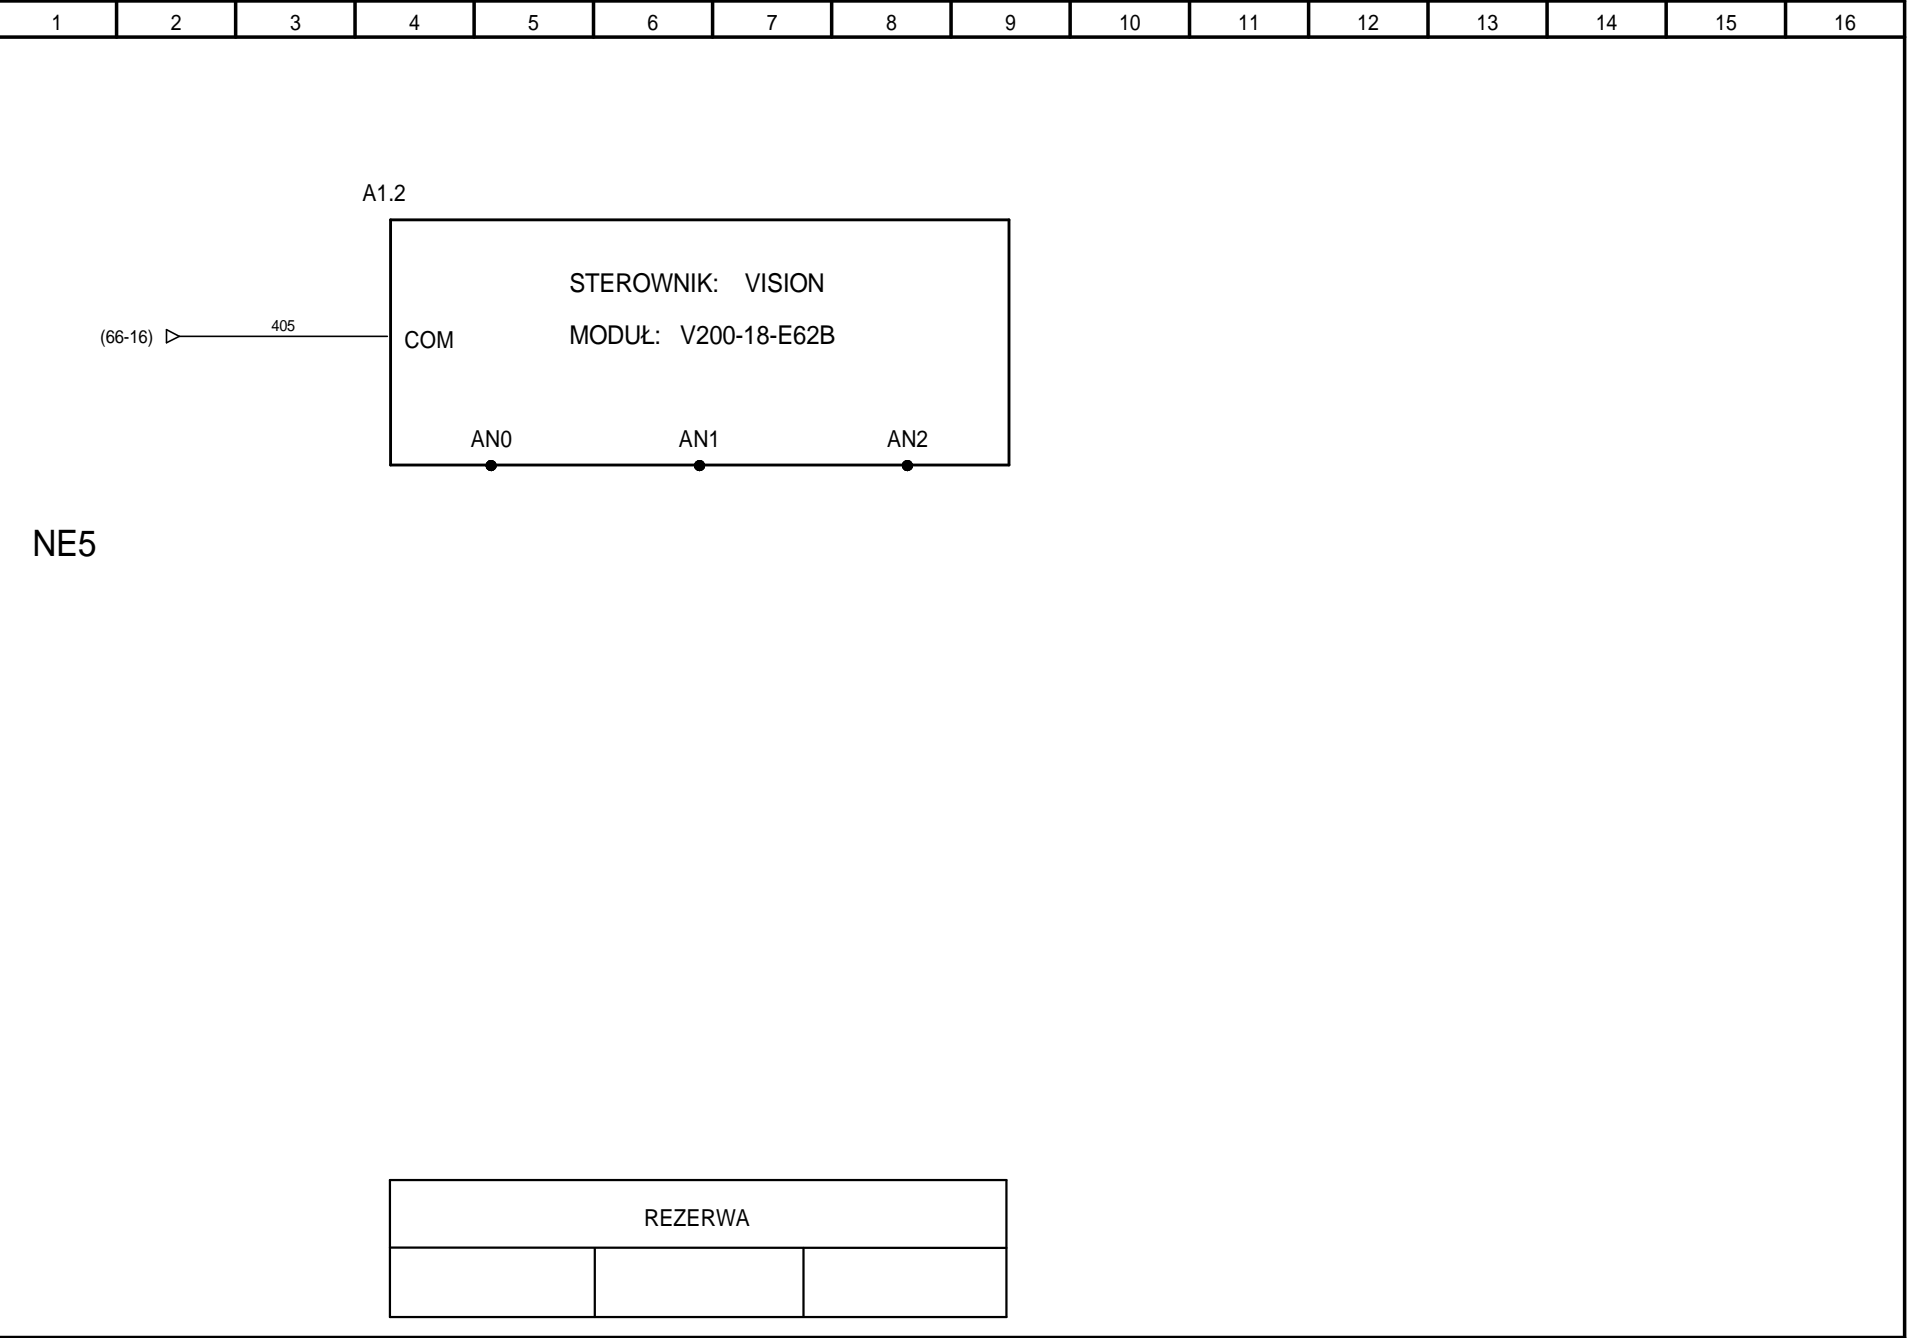 1 2 3 4 5 6 7 8 9 10 11 12 13 14 15 16
A1.2
STEROWNIK: VISION
(66-16) 405 COM MODUŁ: V200-18-E62B
AN0 AN1 AN2
NE5
REZERWA